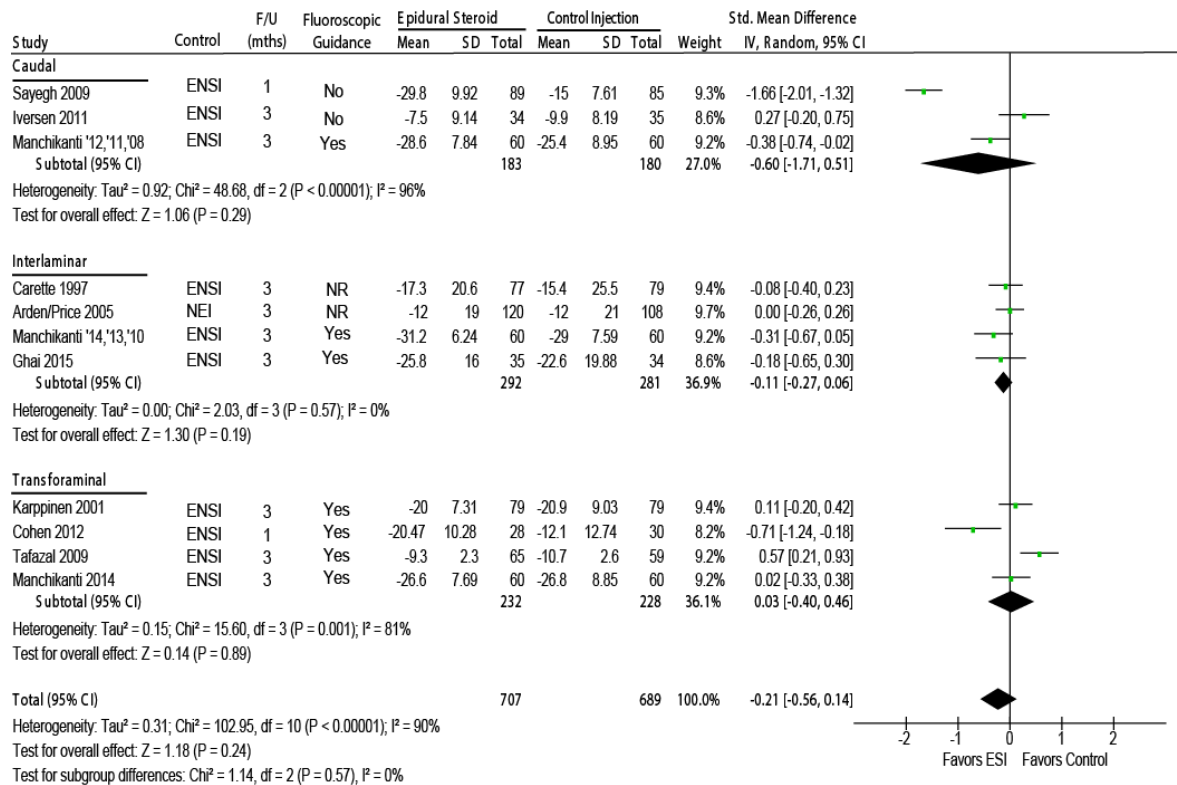 F/U Fluoroscopic Epidural Steroid Control Injection Std. Mean Difference
Study Control (mths) Guidance Mean SD Total Mean SD Total Weight IV, Random, 95% CI
Caudal
Sayegh 2009 ENSI 1 No -29.8 9.92 89 -15 7.61 85 9.3% -1.66 [-2.01, -1.32]
Iversen 2011 ENSI 3 No -7.5 9.14 34 -9.9 8.19 35 8.6% 0.27 [-0.20, 0.75]
Manchikanti '12,'11,'08 ENSI 3 Yes -28.6 7.84 60 -25.4 8.95 60 9.2% -0.38 [-0.74, -0.02]
Subtotal (95% CI) 183 180 27.0% -0.60 [-1.71, 0.51]
Heterogeneity: Tau² = 0.92; Chi² = 48.68, df = 2 (P < 0.00001); I² = 96%
Test for overall effect: Z = 1.06 (P = 0.29)
Interlaminar
Carette 1997 ENSI 3 NR -17.3 20.6 77 -15.4 25.5 79 9.4% -0.08 [-0.40, 0.23]
Arden/Price 2005 NEI 3 NR -12 19 120 -12 21 108 9.7% 0.00 [-0.26, 0.26]
Manchikanti '14,'13,'10 ENSI 3 Yes -31.2 6.24 60 -29 7.59 60 9.2% -0.31 [-0.67, 0.05]
Ghai 2015 ENSI 3 Yes -25.8 16 35 -22.6 19.88 34 8.6% -0.18 [-0.65, 0.30]
Subtotal (95% CI) 292 281 36.9% -0.11 [-0.27, 0.06]
Heterogeneity: Tau² = 0.00; Chi² = 2.03, df = 3 (P = 0.57); I² = 0%
Test for overall effect: Z = 1.30 (P = 0.19)
Transforaminal
Karppinen 2001 ENSI 3 Yes -20 7.31 79 -20.9 9.03 79 9.4% 0.11 [-0.20, 0.42]
Cohen 2012 ENSI 1 Yes -20.47 10.28 28 -12.1 12.74 30 8.3% -0.71 [-1.24, -0.18]
Tafazal 2009 ENSI 3 Yes -9.3 2.3 65 -10.7 2.6 59 9.2% 0.57 [0.21, 0.93]
Manchikanti 2014 ENSI 3 Yes -26.6 7.69 60 -26.8 8.85 60 9.2% 0.02 [-0.33, 0.38]
Subtotal (95% CI) 232 228 36.1% 0.03 [-0.40, 0.46]
Heterogeneity: Tau² = 0.15; Chi² = 15.60, df = 3 (P = 0.001); I² = 81%
Test for overall effect: Z = 0.14 (P = 0.89)
Total (95% CI) 707 689 100.0% -0.21 [-0.56, 0.14]
Heterogeneity: Tau² = 0.31; Chi² = 102.95, df = 10 (P < 0.00001); I² = 90%
Test for overall effect: Z = 1.18 (P = 0.24)
Test for subgroup differences: Chi² = 1.14, df = 2 (P = 0.57), I² = 0%
-2 -1 0 1 2
Favors ESI Favors Control